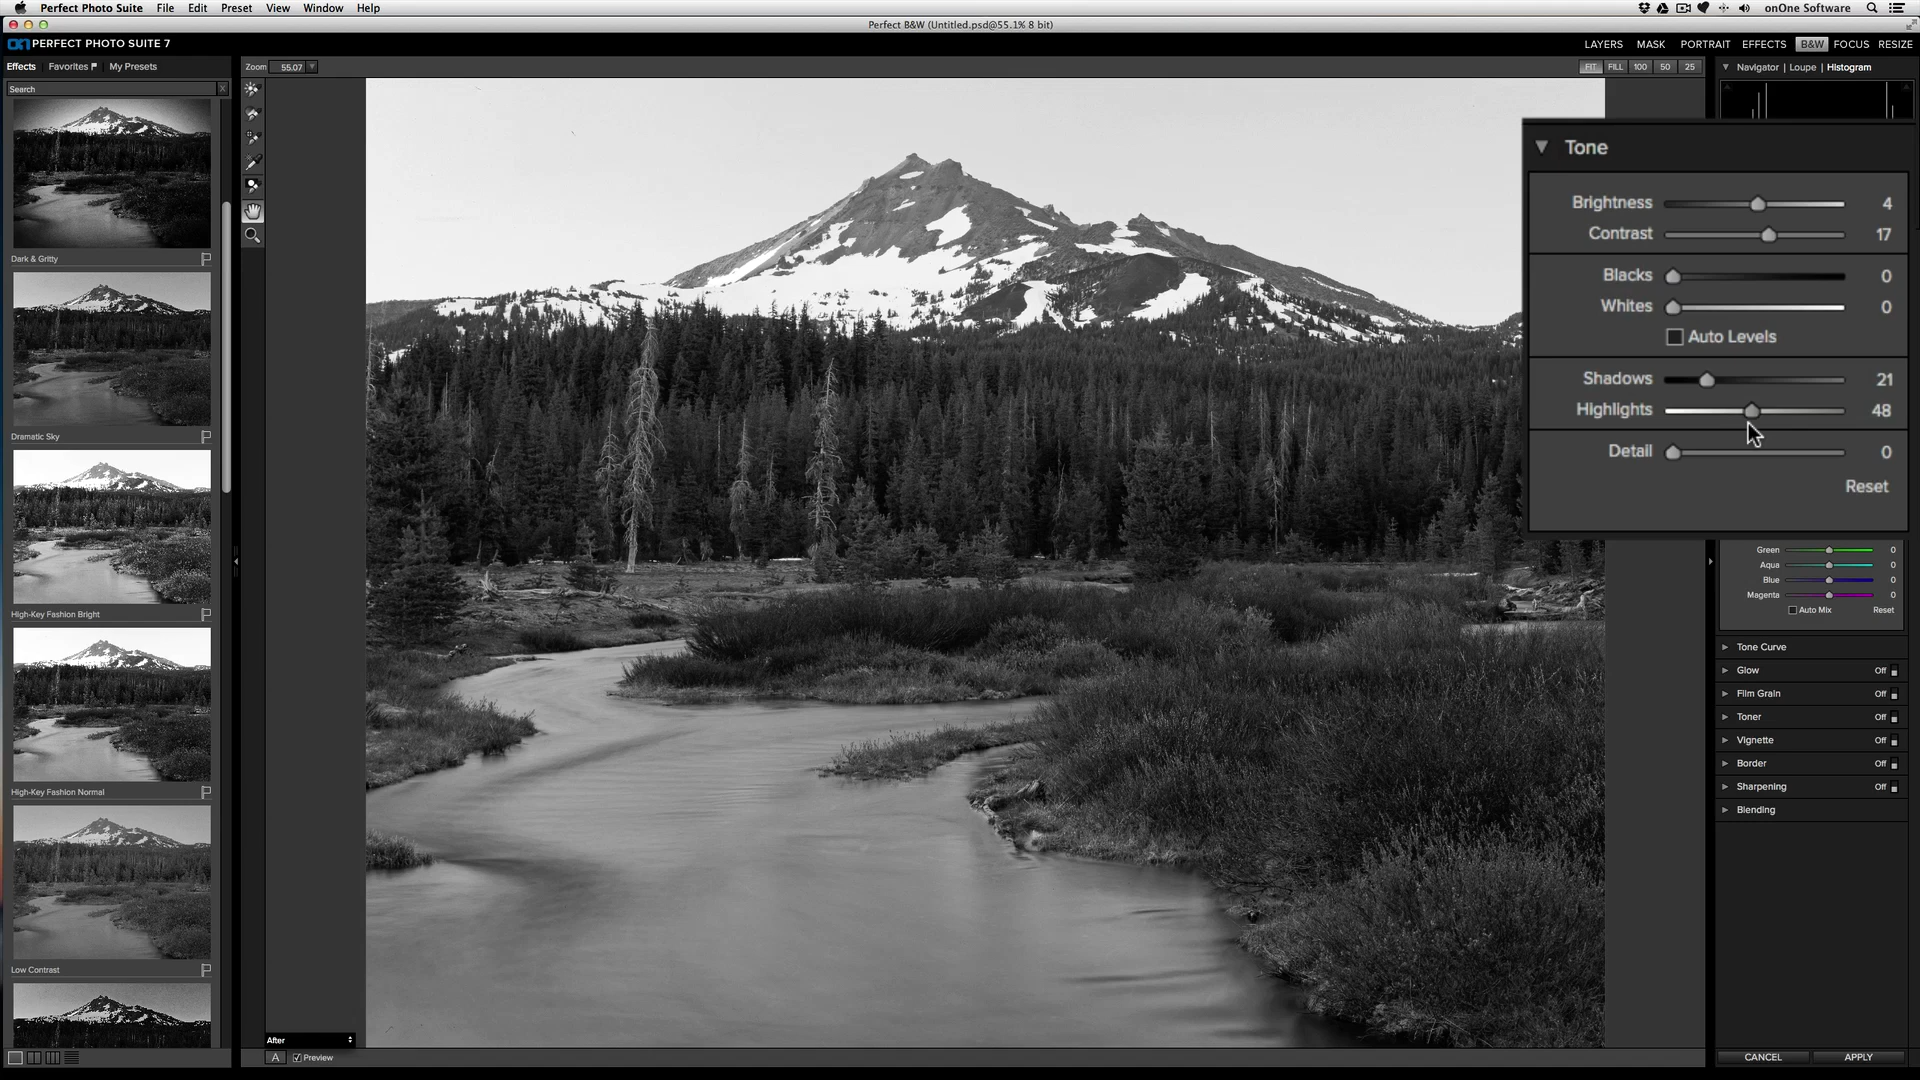 Perfect Photo Suite File Edit Preset View Window Help onOne Software
Perfect B&W (Untitled.psd@55.1% 8 bit)
on PERFECT PHOTO SUITE 7 LAYERS MASK PORTRAIT EFFECTS B&W FOCUS RESIZE
Effects Favorites My Presets
Zoom 55.07 FIT FILL 100 50 25
Navigator | Loupe | Histogram
Search X
Dark & Gritty
Dramatic Sky
High-Key Fashion Bright
High-Key Fashion Normal
Low Contrast
Tone
Brightness 4
Contrast 17
Blacks 0
Whites 0
Auto Levels
Shadows 21
Highlights 48
Detail 0
Reset
Green 0
Aqua 0
Blue 0
Magenta 0
Auto Mix Reset
Tone Curve
Glow Off
Film Grain Off
Toner Off
Vignette Off
Border Off
Sharpening Off
Blending
After
A Preview
CANCEL APPLY